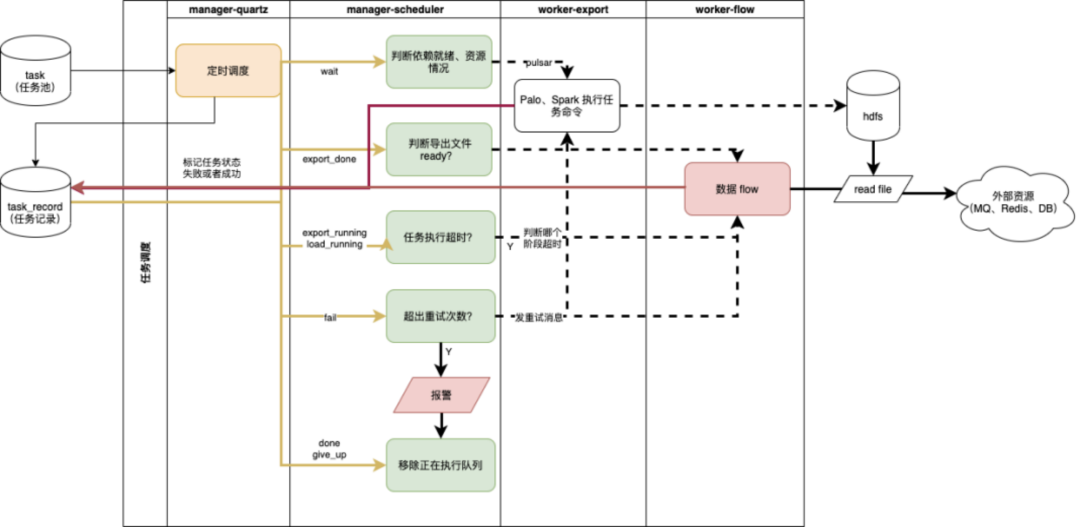 manager-quartz
manager-scheduler
worker-export
worker-flow
task
（任务池）
定时调度
wait
判断依赖就绪、资源
情况
pulsar
Palo、Spark 执行任
务命令
hdfs
标记任务状态
失败或者成功
export_done
判断导出文件
ready?
数据 flow
read file
外部资源
（MQ、Redis、DB）
task_record
（任务记录）
任务调度
export_running
load_running
任务执行超时?
Y
判断哪个
阶段超时
fail
超出重试次数?
发重试消息
Y
报警
done
give_up
移除正在执行队列